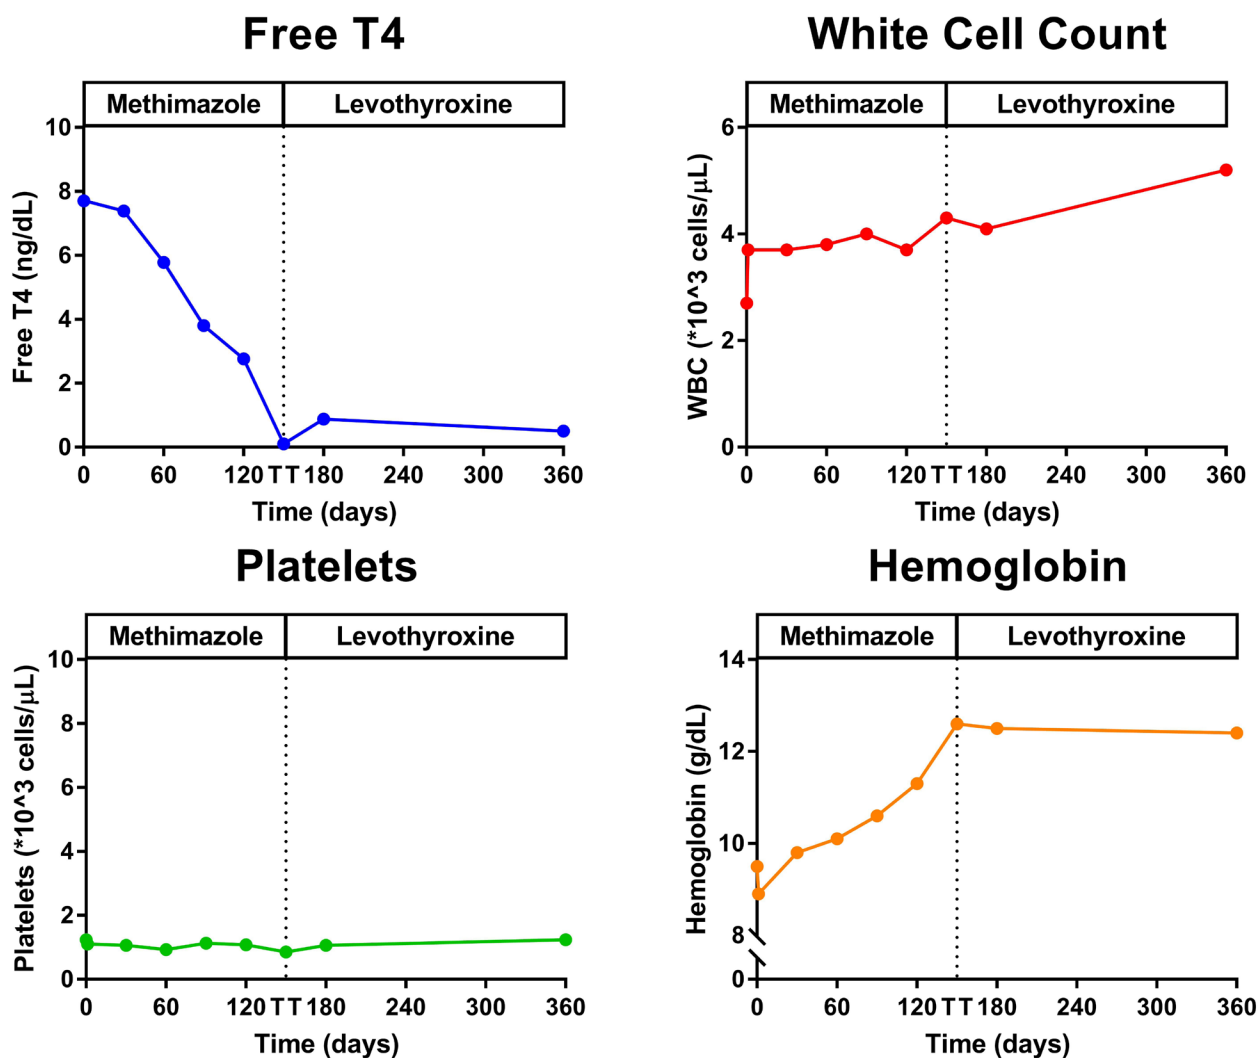 Free T4
Methimazole Levothyroxine
Free T4 (ng/dL)
10
8
6
4
2
0
0 60 120 TT 180 240 300 360
Time (days)
White Cell Count
Methimazole Levothyroxine
WBC (*10^3 cells/μL)
6
4
2
0
0 60 120 TT 180 240 300 360
Time (days)
Platelets
Methimazole Levothyroxine
Platelets (*10^3 cells/μL)
10
8
6
4
2
0
0 60 120 TT 180 240 300 360
Time (days)
Hemoglobin
Methimazole Levothyroxine
Hemoglobin (g/dL)
14
12
10
8
0
0 60 120 TT 180 240 300 360
Time (days)